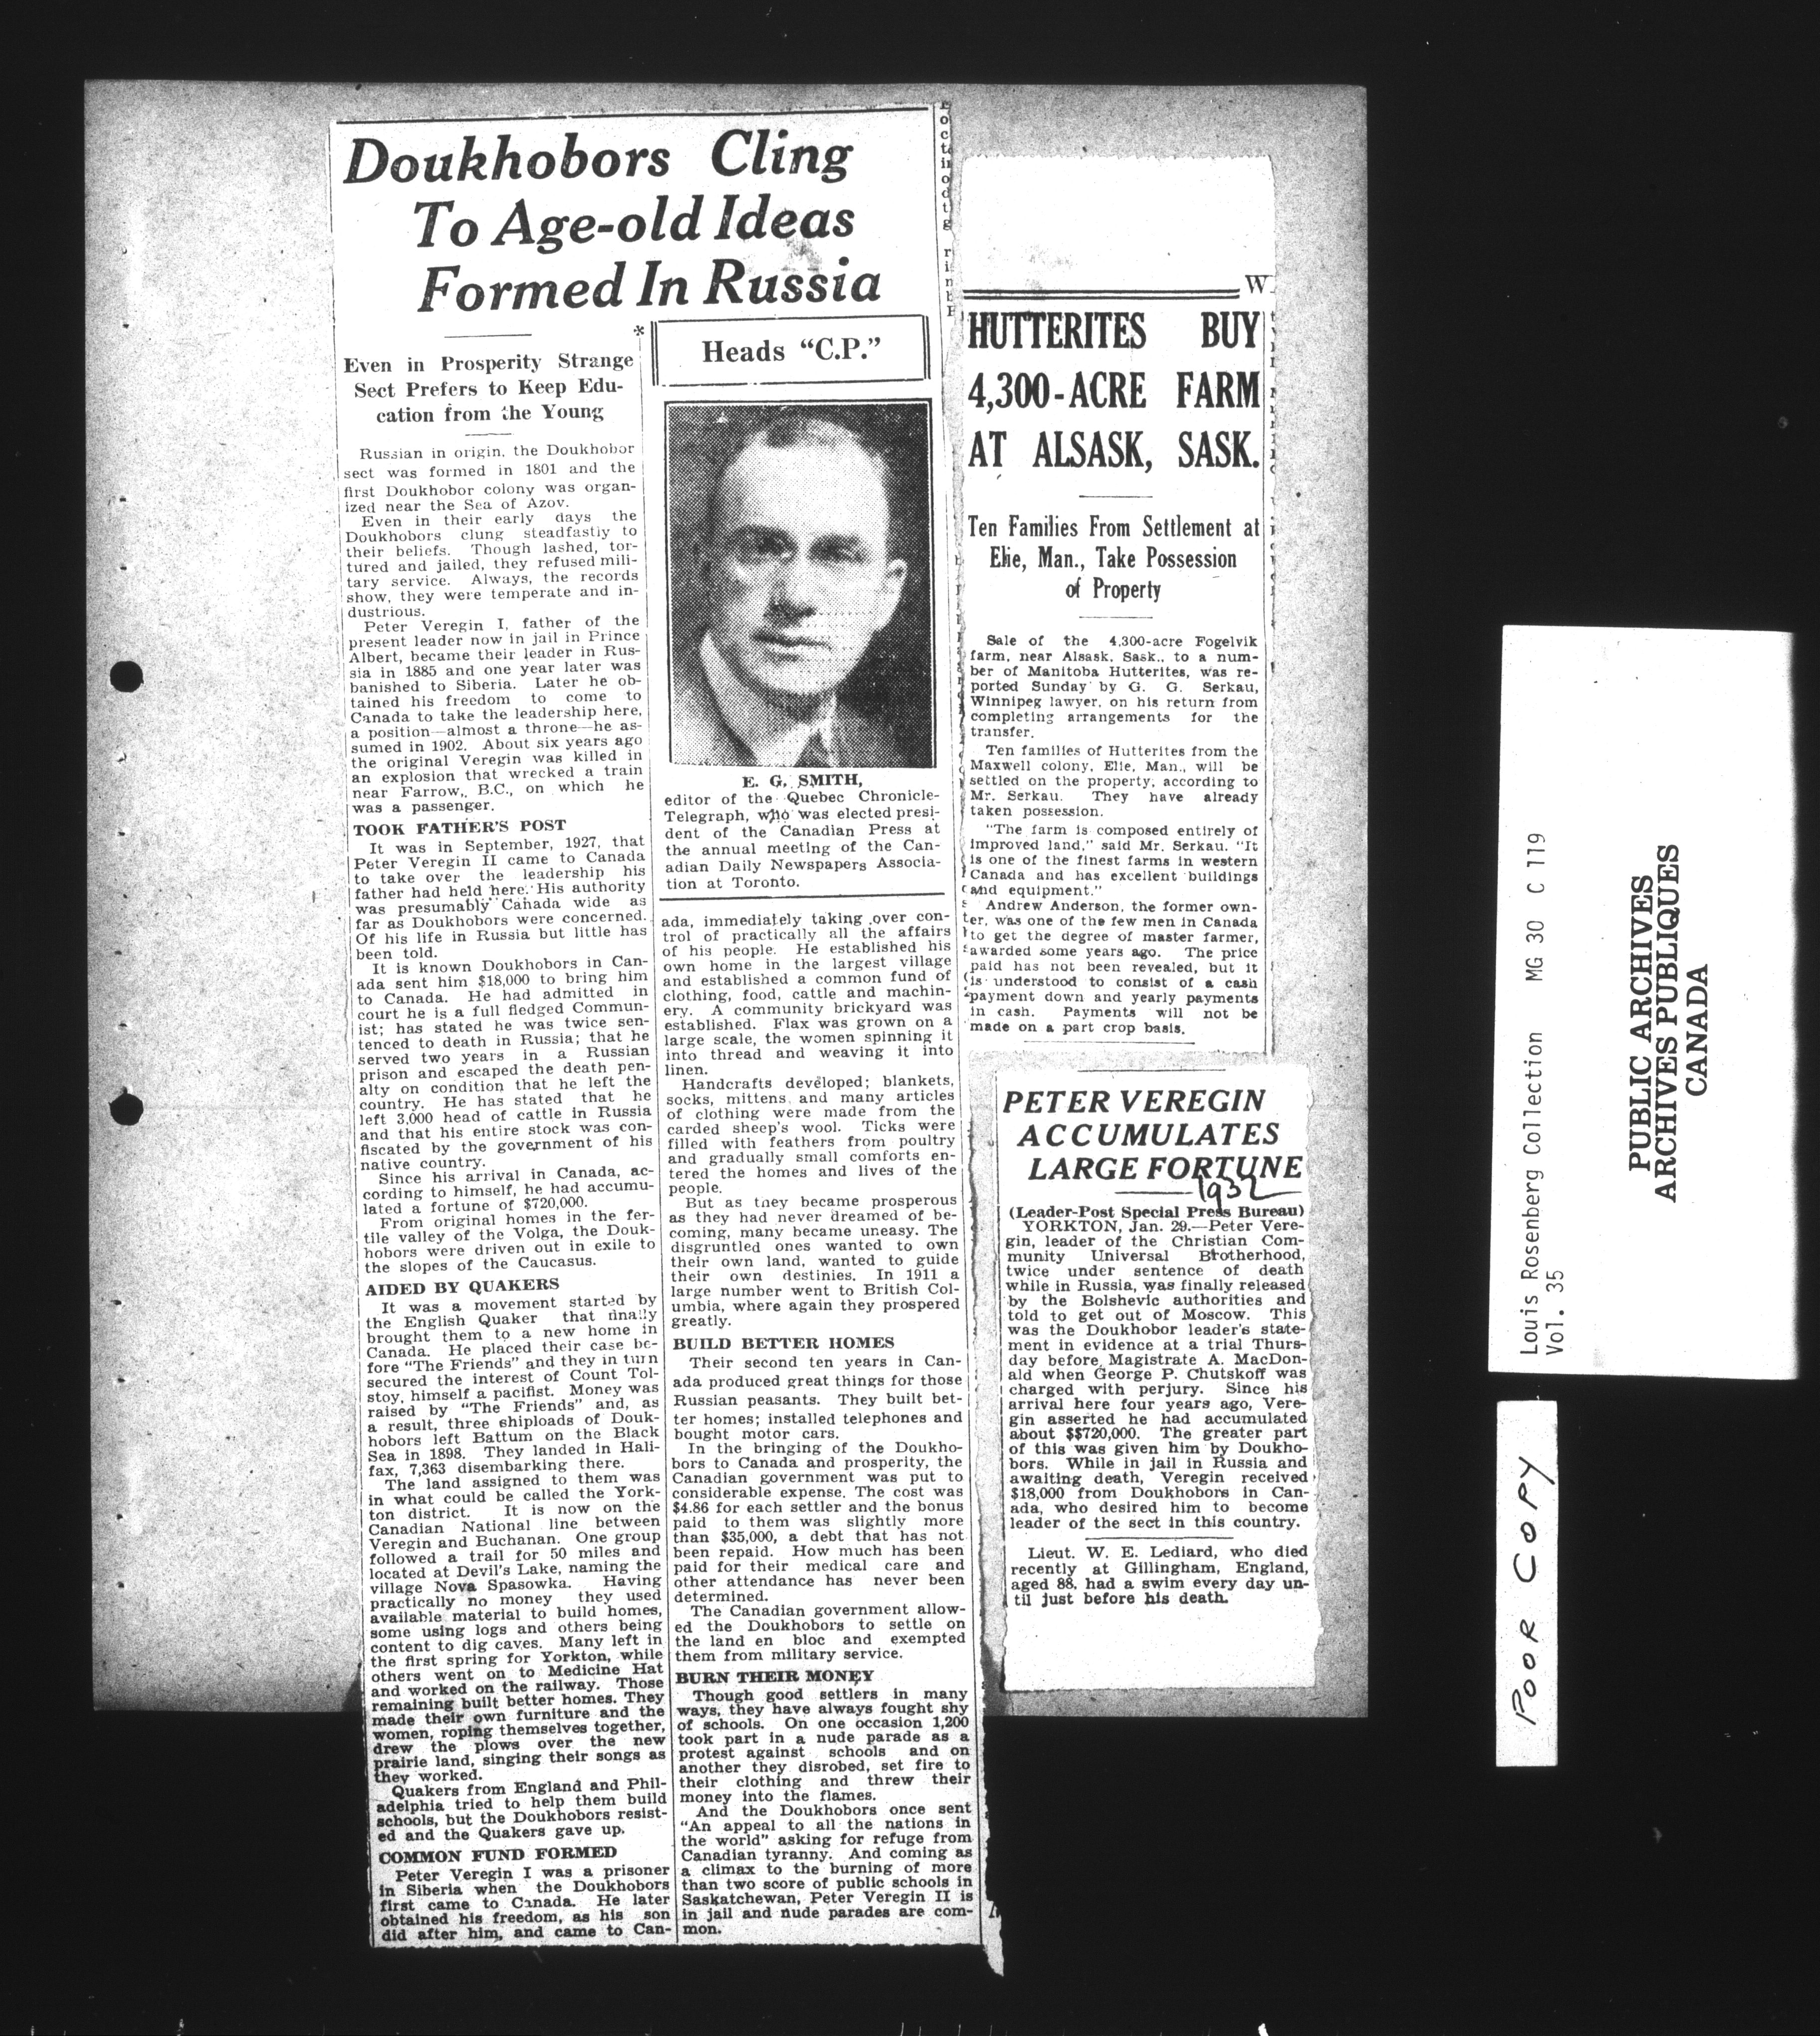 Doukhobors Cling
To Age-old Ideas
Formed In Russia
Even in Prosperity Strange
Sect Prefers to Keep Edu-
cation from the Young
Russian in origin, the Doukhobor
sect was formed in 1801 and the
first Doukhobor colony was organ-
ized near the Sea of Azov.
Even in their early days the
Doukhobors clung steadfastly to
their beliefs. Though lashed, tor-
tured and jailed, they refused mili-
tary service. Always, the records
show, they were temperate and in-
dustrious.
Peter Veregin I, father of the
present leader now in jail in Prince
Albert, became their leader in Rus-
sia in 1885 and one year later was
banished to Siberia. Later he ob-
tained his freedom to come to
Canada to take the leadership here,
a position—almost a throne—he as-
sumed in 1902. About six years ago
the original Veregin was killed in
an explosion that wrecked a train
near Farrow, B.C., on which he
was a passenger.
TOOK FATHER'S POST
It was in September, 1927, that
Peter Veregin II came to Canada
to take over the leadership his
father had held here. His authority
was presumably Canada wide as
far as Doukhobors were concerned.
Of his life in Russia but little has
been told.
It is known Doukhobors in Can-
ada sent him $18,000 to bring him
to Canada. He had admitted in
court he is a full fledged Commun-
ist; has stated he was twice sen-
tenced to death in Russia; that he
served two years in a Russian
prison and escaped the death pen-
alty on condition that he left the
country. He has stated that he
left 3,000 head of cattle in Russia
and that his entire stock was con-
fiscated by the government of his
native country.
Since his arrival in Canada, ac-
cording to himself, he had accumu-
lated a fortune of $720,000.
From original homes in the fer-
tile valley of the Volga, the Douk-
hobors were driven out in exile to
the slopes of the Caucasus.
AIDED BY QUAKERS
It was a movement started by
the English Quaker that finally
brought them to a new home in
Canada. He placed their case be-
fore "The Friends" and they in turn
secured the interest of Count Tol-
stoy, himself a pacifist. Money was
raised by "The Friends" and, as
a result, three shiploads of Douk-
hobors left Battum on the Black
Sea in 1898. They landed in Hali-
fax, 7,363 disembarking there.
The land assigned to them was
in what could be called the York-
ton district. It is now on the
Canadian National line between
Veregin and Buchanan. One group
followed a trail for 50 miles and
located at Devil's Lake, naming the
village Nova Spasowka. Having
practically no money they used
available material to build homes,
some using logs and others being
content to dig caves. Many left in
the first spring for Yorkton, while
others went on to Medicine Hat
and worked on the railway. Those
remaining built better homes. They
made their own furniture and the
women, roping themselves together,
drew the plows over the new
prairie land, singing their songs as
they worked.
Quakers from England and Phil-
adelphia tried to help them build
schools, but the Doukhobors resist-
ed and the Quakers gave up.
COMMON FUND FORMED
Peter Veregin I was a prisoner
in Siberia when the Doukhobors
first came to Canada. He later
obtained his freedom, as his son
did after him, and came to Can-
Heads "C.P."
E. G. SMITH,
editor of the Quebec Chronicle-
Telegraph, who was elected presi-
dent of the Canadian Press at
the annual meeting of the Can-
adian Daily Newspapers Associa-
tion at Toronto.
ada, immediately taking over con-
trol of practically all the affairs
of his people. He established his
own home in the largest village
and established a common fund of
clothing, food, cattle and machin-
ery. A community brickyard was
established. Flax was grown on a
large scale, the women spinning it
into thread and weaving it into
linen.
Handcrafts developed; blankets,
socks, mittens and many articles
of clothing were made from the
carded sheep's wool. Ticks were
filled with feathers from poultry
and gradually small comforts en-
tered the homes and lives of the
people.
But as they became prosperous
as they had never dreamed of be-
coming, many became uneasy. The
disgruntled ones wanted to own
their own land, wanted to guide
their own destinies. In 1911 a
large number went to British Col-
umbia, where again they prospered
greatly.
BUILD BETTER HOMES
Their second ten years in Can-
ada produced great things for those
Russian peasants. They built bet-
ter homes; installed telephones and
bought motor cars.
In the bringing of the Doukho-
bors to Canada and prosperity, the
Canadian government was put to
considerable expense. The cost was
$4.86 for each settler and the bonus
paid to them was slightly more
than $35,000, a debt that has not
been repaid. How much has been
paid for their medical care and
other attendance has never been
determined.
The Canadian government allow-
ed the Doukhobors to settle on
the land en bloc and exempted
them from military service.
BURN THEIR MONEY
Though good settlers in many
ways, they have always fought shy
of schools. On one occasion 1,200
took part in a nude parade as a
protest against schools and on
another they disrobed, set fire to
their clothing and threw their
money into the flames.
And the Doukhobors once sent
"An appeal to all the nations in
the world" asking for refuge from
Canadian tyranny. And coming as
a climax to the burning of more
than two score of public schools in
Saskatchewan, Peter Veregin II is
in jail and nude parades are com-
mon.
W
HUTTERITES BUY
4,300-ACRE FARM
AT ALSASK, SASK.
Ten Families From Settlement at
Elie, Man., Take Possession
of Property
Sale of the 4,300-acre Fogelvik
farm, near Alsask, Sask., to a num-
ber of Manitoba Hutterites, was re-
ported Sunday by G. G. Serkau,
Winnipeg lawyer, on his return from
completing arrangements for the
transfer.
Ten families of Hutterites from the
Maxwell colony, Elie, Man., will be
settled on the property, according to
Mr. Serkau. They have already
taken possession.
"The farm is composed entirely of
improved land," said Mr. Serkau. "It
is one of the finest farms in western
Canada and has excellent buildings
and equipment."
Andrew Anderson, the former own-
ter, was one of the few men in Canada
to get the degree of master farmer,
awarded some years ago. The price
paid has not been revealed, but it
is understood to consist of a cash
payment down and yearly payments
in cash. Payments will not be
made on a part crop basis.
PETER VEREGIN
ACCUMULATES
LARGE FORTUNE
1932
(Leader-Post Special Press Bureau)
YORKTON, Jan. 29.—Peter Vere-
gin, leader of the Christian Com-
munity Universal Brotherhood,
twice under sentence of death
while in Russia, was finally released
by the Bolshevic authorities and
told to get out of Moscow. This
was the Doukhobor leader's state-
ment in evidence at a trial Thurs-
day before Magistrate A. MacDon-
ald when George P. Chutskoff was
charged with perjury. Since his
arrival here four years ago, Vere-
gin asserted he had accumulated
about $$720,000. The greater part
of this was given him by Doukho-
bors. While in jail in Russia and
awaiting death, Veregin received
$18,000 from Doukhobors in Can-
ada, who desired him to become
leader of the sect in this country.
Lieut. W. E. Lediard, who died
recently at Gillingham, England,
aged 88, had a swim every day un-
til just before his death.
Louis Rosenberg Collection MG 30 C 119
Vol. 35
PUBLIC ARCHIVES
ARCHIVES PUBLIQUES
CANADA
POOR COPY